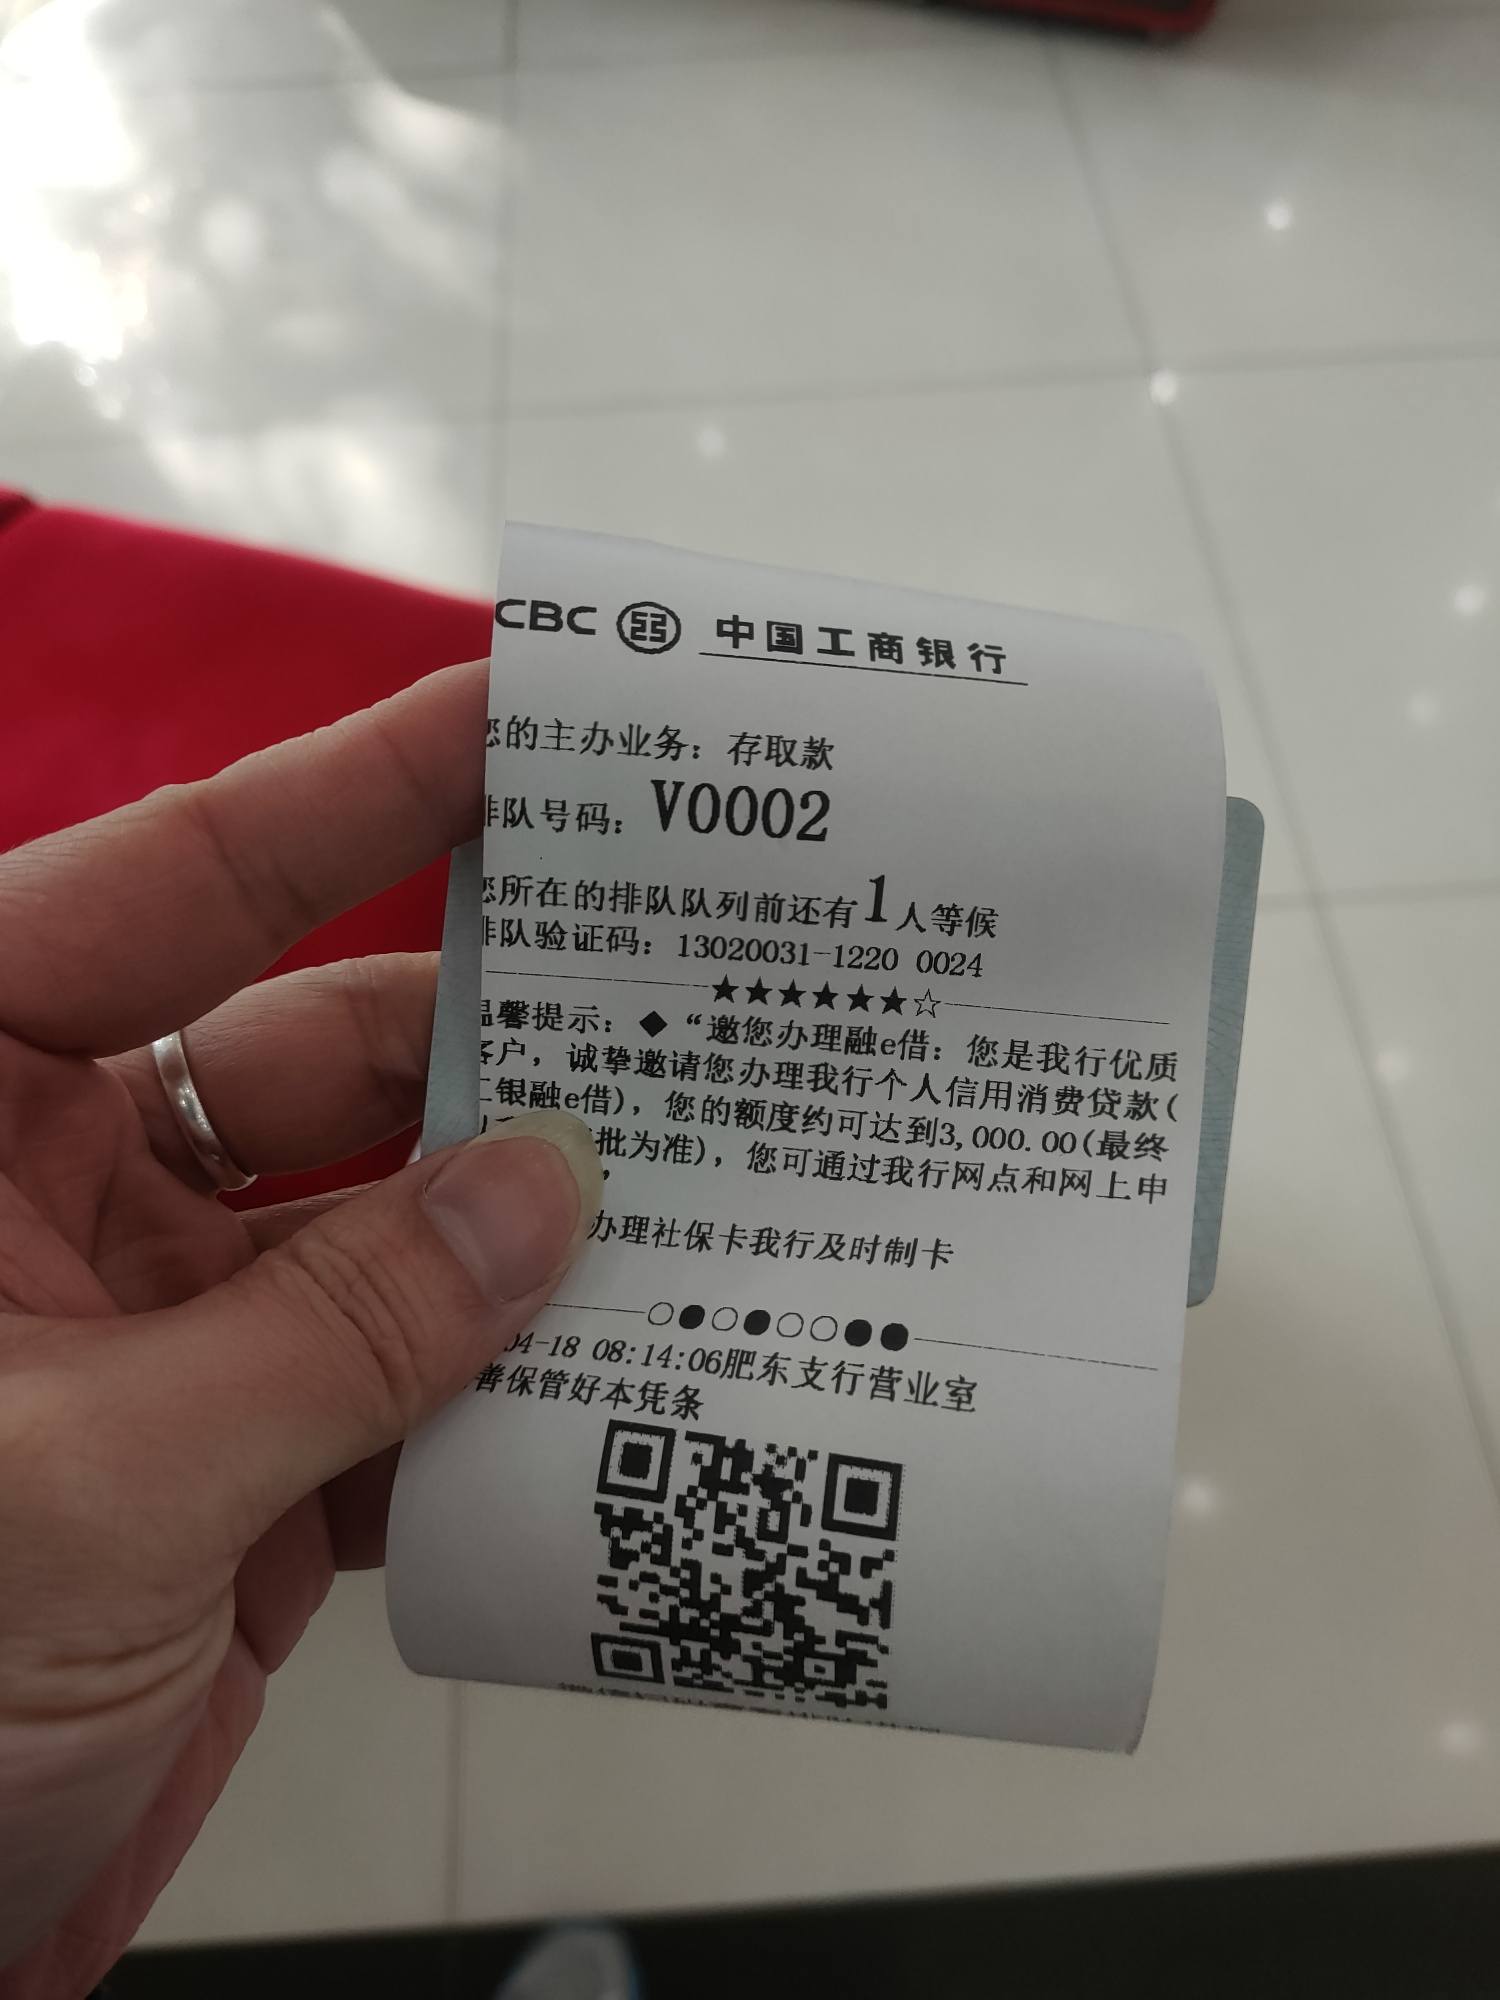 CBC 中国工商银行
您的主办业务：存取款
排队号码：V0002
您所在的排队队列前还有1人等候
排队验证码：13020031-1220 0024
★★★★★★☆
温馨提示：◆“邀您办理融e借：您是我行优质
客户，诚挚邀请您办理我行个人信用消费贷款(
工银融e借)，您的额度约可达到3,000.00(最终
批为准)，您可通过我行网点和网上申
办理社保卡我行及时制卡
○●○●○○●●
04-18 08:14:06肥东支行营业室
善保管好本凭条